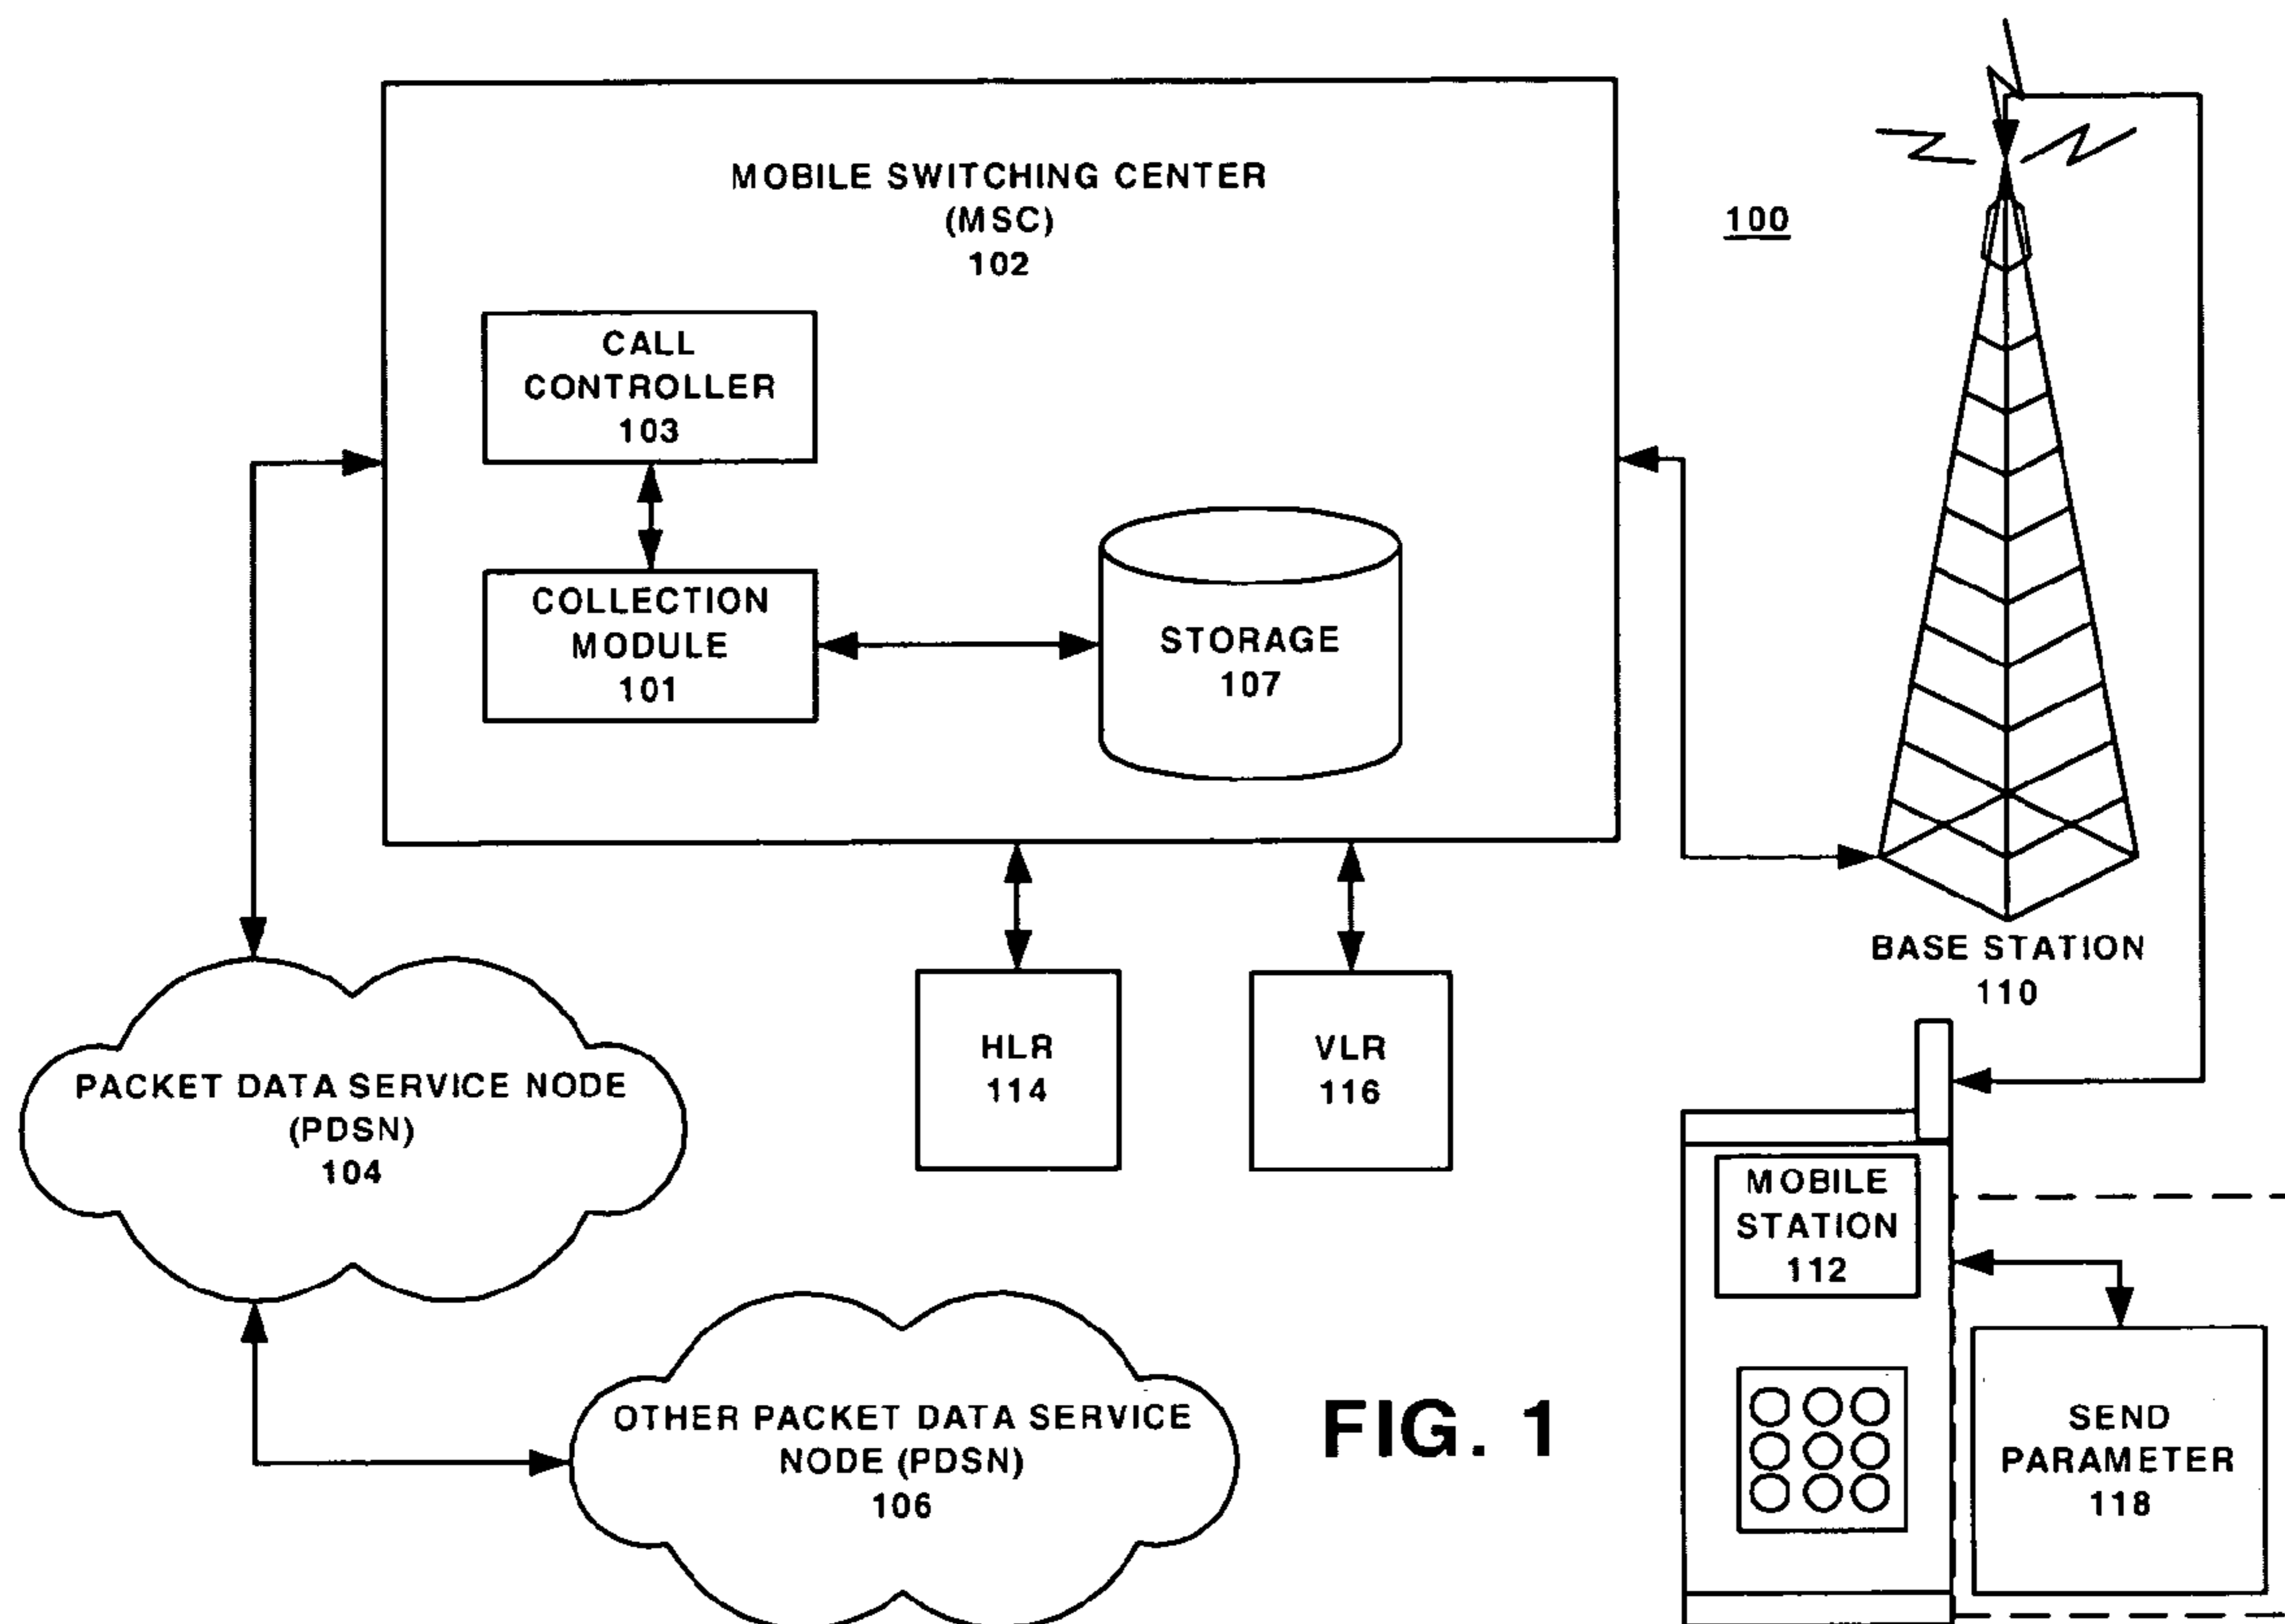 MOBILE SWITCHING CENTER
(MSC)
102
100
CALL
CONTROLLER
103
COLLECTION
MODULE
101
STORAGE
107
BASE STATION
110
HLR
114
VLR
116
PACKET DATA SERVICE NODE
(PDSN)
104
MOBILE
STATION
112
OTHER PACKET DATA SERVICE
NODE (PDSN)
106
FIG. 1
SEND
PARAMETER
118